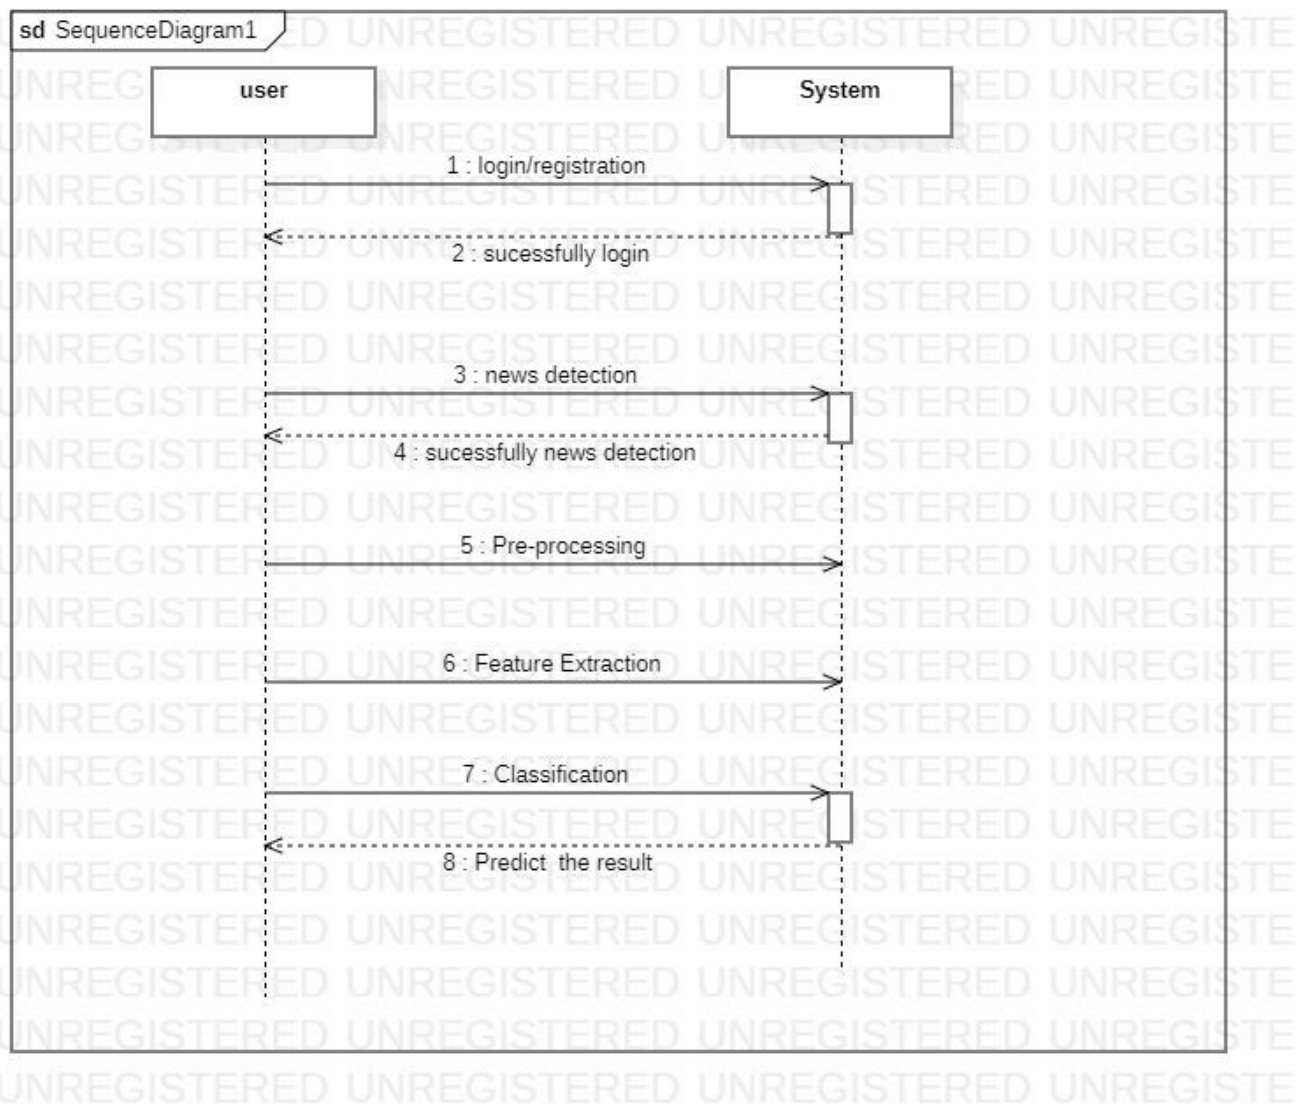 sd SequenceDiagram1
user
System
1 : login/registration
2 : sucessfully login
3 : news detection
4 : sucessfully news detection
5 : Pre-processing
6 : Feature Extraction
7 : Classification
8 : Predict  the result
UNREGISTERED